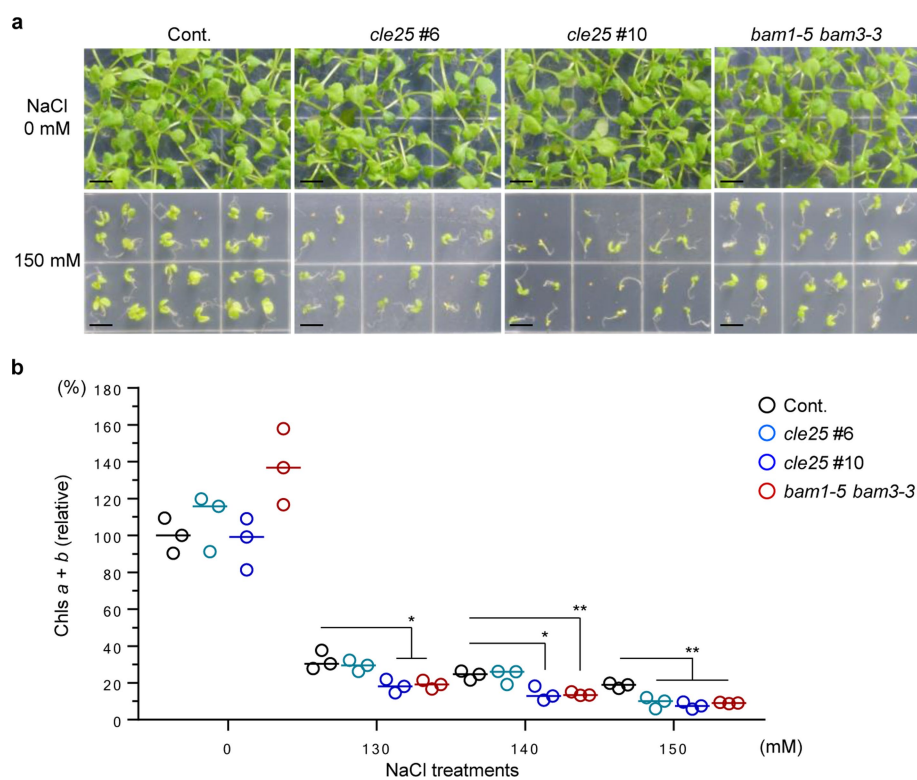 a
Cont. cle25 #6 cle25 #10 bam1-5 bam3-3
NaCl
0 mM
150 mM
b
(%)
180
160
140
120
100
80
60
40
20
0
Chls a + b (relative)
Cont.
cle25 #6
cle25 #10
bam1-5 bam3-3
*
*
**
**
0 130 140 150 (mM)
NaCl treatments